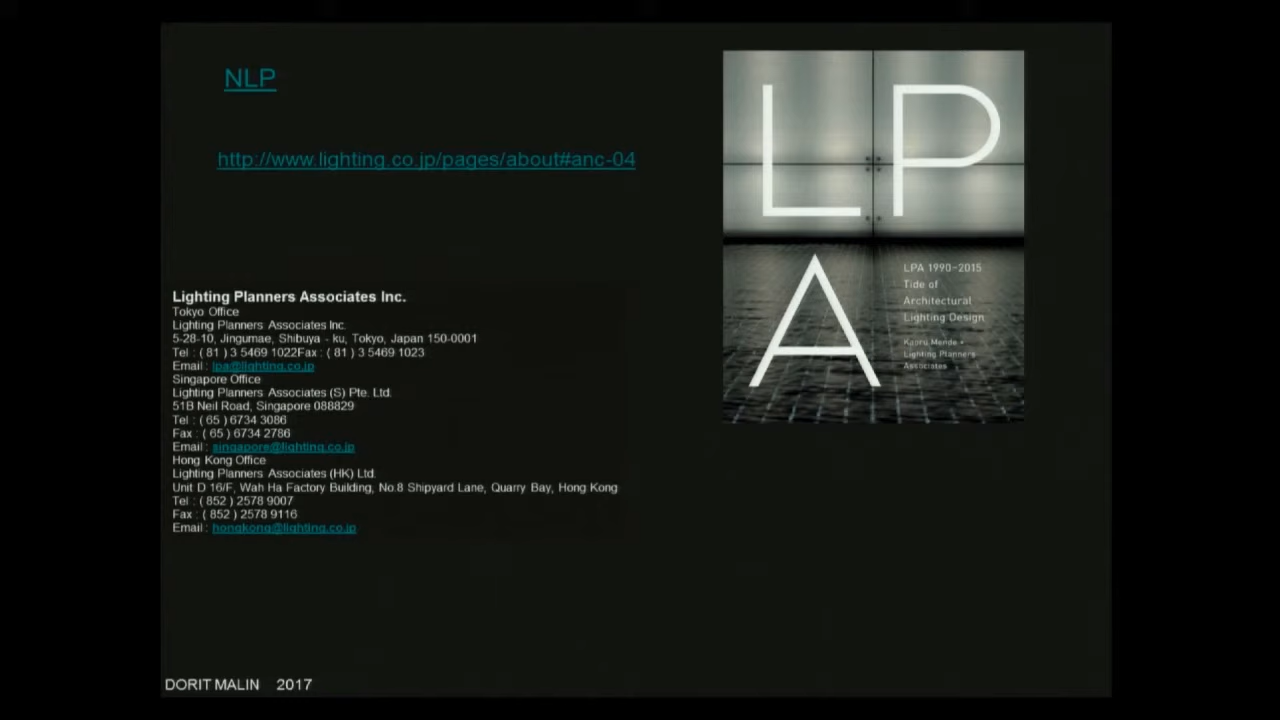 NLP
http://www.lighting.co.jp/pages/about#anc-04
LPA
LPA 1990-2015
Tide of
Architectural
Lighting Design
Kaoru Mende +
Lighting Planners
Associates
Lighting Planners Associates Inc.
Tokyo Office
Lighting Planners Associates Inc.
5-28-10, Jingumae, Shibuya - ku, Tokyo, Japan 150-0001
Tel : ( 81 ) 3 5469 1022Fax : ( 81 ) 3 5469 1023
Email : lpa@lighting.co.jp
Singapore Office
Lighting Planners Associates (S) Pte. Ltd.
51B Neil Road, Singapore 088829
Tel : ( 65 ) 6734 3086
Fax : ( 65 ) 6734 2786
Email : singapore@lighting.co.jp
Hong Kong Office
Lighting Planners Associates (HK) Ltd.
Unit D 16/F, Wah Ha Factory Building, No.8 Shipyard Lane, Quarry Bay, Hong Kong
Tel : ( 852 ) 2578 9007
Fax : ( 852 ) 2578 9116
Email : hongkong@lighting.co.jp
DORIT MALIN 2017